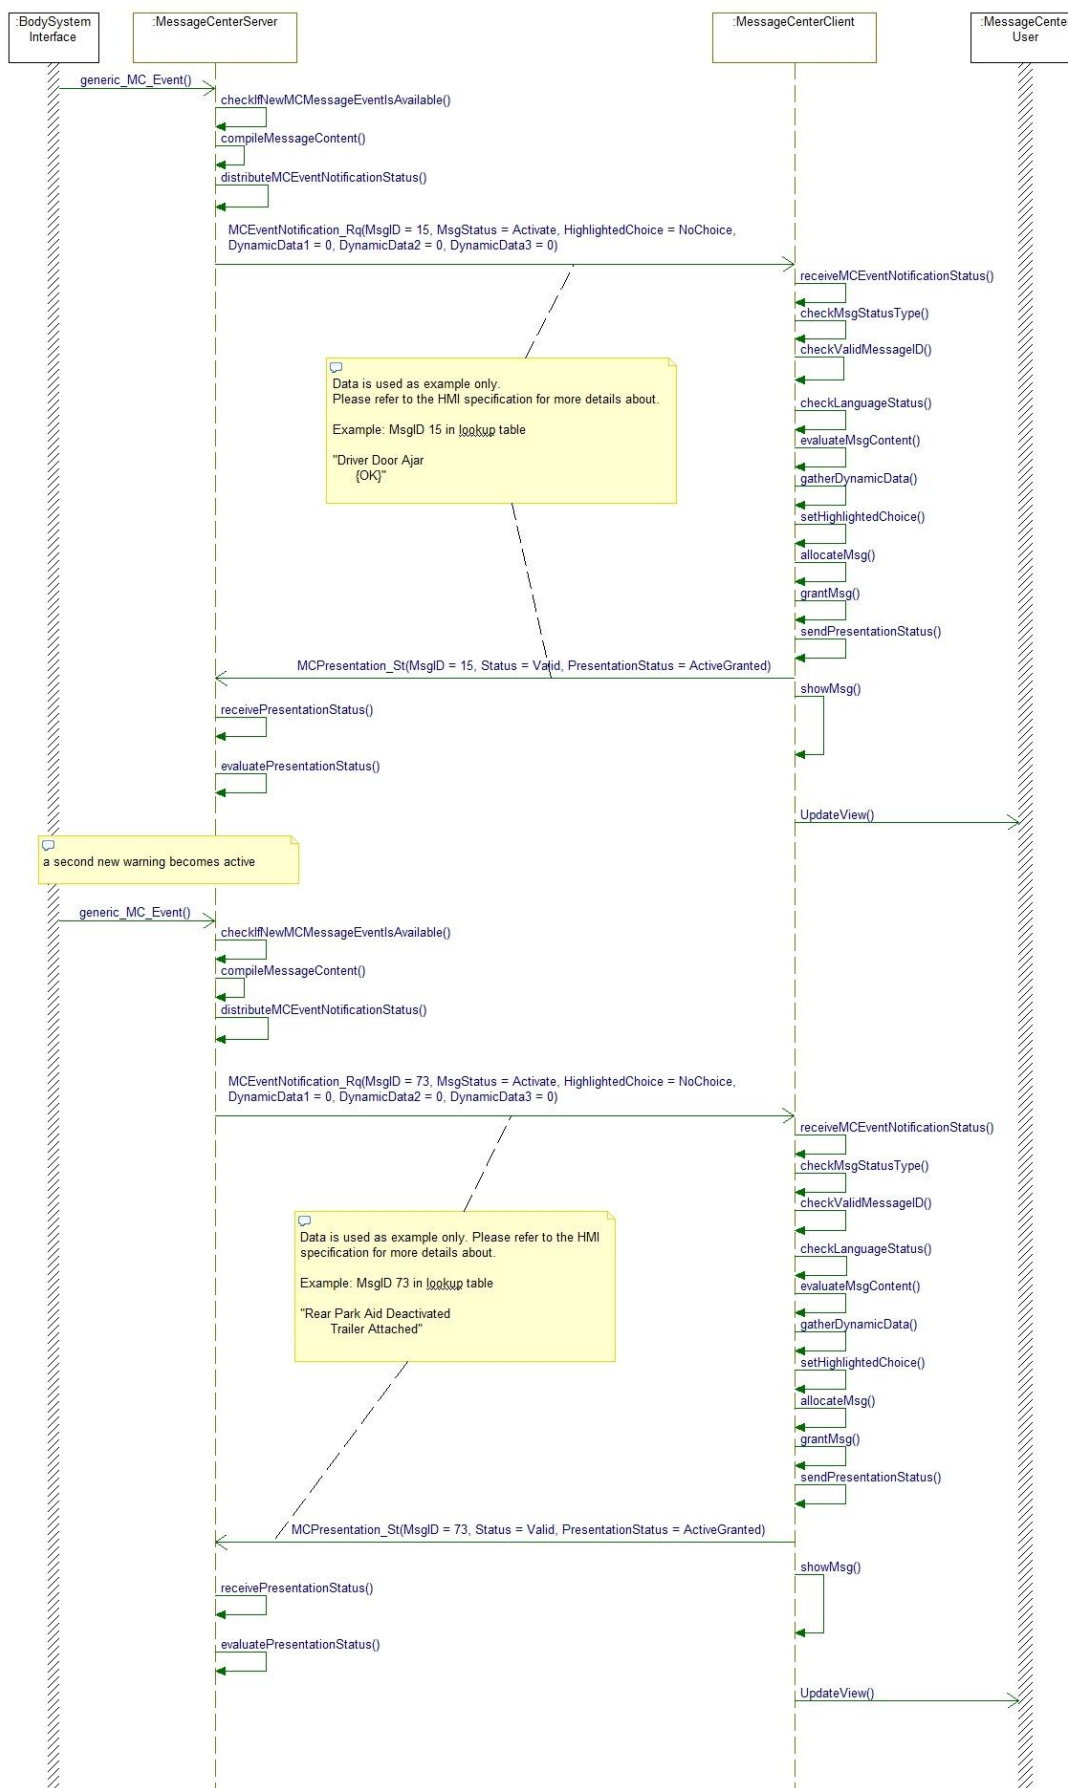 :BodySystem
Interface
:MessageCenterServer
:MessageCenterClient
:MessageCenter
User
generic_MC_Event()
checkIfNewMCMessageEventIsAvailable()
compileMessageContent()
distributeMCEventNotificationStatus()
MCEventNotification_Rq(MsgID = 15, MsgStatus = Activate, HighlightedChoice = NoChoice,
DynamicData1 = 0, DynamicData2 = 0, DynamicData3 = 0)
receiveMCEventNotificationStatus()
checkMsgStatusType()
checkValidMessageID()
Data is used as example only.
Please refer to the HMI specification for more details about.
Example: MsgID 15 in lookup table
"Driver Door Ajar
{OK}"
checkLanguageStatus()
evaluateMsgContent()
gatherDynamicData()
setHighlightedChoice()
allocateMsg()
grantMsg()
sendPresentationStatus()
MCPresentation_St(MsgID = 15, Status = Valid, PresentationStatus = ActiveGranted)
showMsg()
receivePresentationStatus()
evaluatePresentationStatus()
UpdateView()
a second new warning becomes active
generic_MC_Event()
checkIfNewMCMessageEventIsAvailable()
compileMessageContent()
distributeMCEventNotificationStatus()
MCEventNotification_Rq(MsgID = 73, MsgStatus = Activate, HighlightedChoice = NoChoice,
DynamicData1 = 0, DynamicData2 = 0, DynamicData3 = 0)
receiveMCEventNotificationStatus()
checkMsgStatusType()
checkValidMessageID()
Data is used as example only. Please refer to the HMI
specification for more details about.
Example: MsgID 73 in lookup table
"Rear Park Aid Deactivated
Trailer Attached"
checkLanguageStatus()
evaluateMsgContent()
gatherDynamicData()
setHighlightedChoice()
allocateMsg()
grantMsg()
sendPresentationStatus()
MCPresentation_St(MsgID = 73, Status = Valid, PresentationStatus = ActiveGranted)
showMsg()
receivePresentationStatus()
evaluatePresentationStatus()
UpdateView()